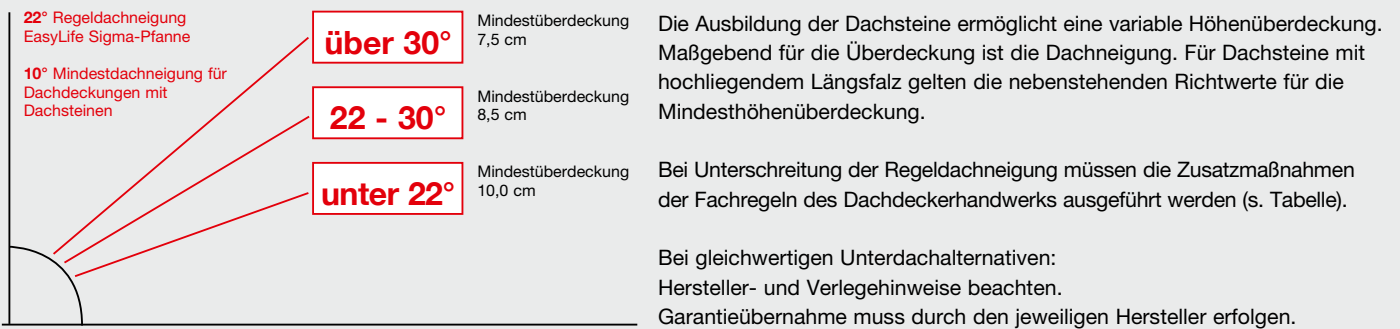 22° Regeldachneigung
EasyLife Sigma-Pfanne
10° Mindestdachneigung für
Dachdeckungen mit
Dachsteinen
über 30°
Mindestüberdeckung
7,5 cm
22 - 30°
Mindestüberdeckung
8,5 cm
unter 22°
Mindestüberdeckung
10,0 cm
Die Ausbildung der Dachsteine ermöglicht eine variable Höhenüberdeckung.
Maßgebend für die Überdeckung ist die Dachneigung. Für Dachsteine mit
hochliegendem Längsfalz gelten die nebenstehenden Richtwerte für die
Mindesthöhenüberdeckung.
Bei Unterschreitung der Regeldachneigung müssen die Zusatzmaßnahmen
der Fachregeln des Dachdeckerhandwerks ausgeführt werden (s. Tabelle).
Bei gleichwertigen Unterdachalternativen:
Hersteller- und Verlegehinweise beachten.
Garantieübernahme muss durch den jeweiligen Hersteller erfolgen.